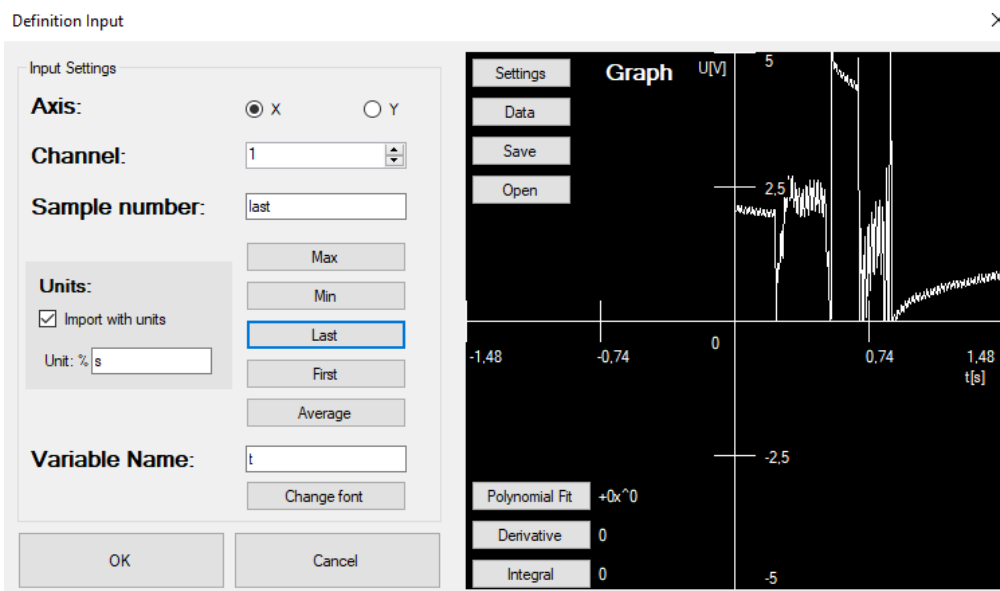 Definition Input
Input Settings
Axis:
X
Y
Channel:
1
Sample number:
last
Max
Min
Last
First
Average
Units:
Import with units
Unit: % s
Variable Name:
t
Change font
OK
Cancel
Settings
Data
Save
Open
Graph
U[V]
5
2,5
0
-1,48
-0,74
0,74
1,48
t[s]
-2,5
-5
Polynomial Fit
+0x^0
Derivative
0
Integral
0